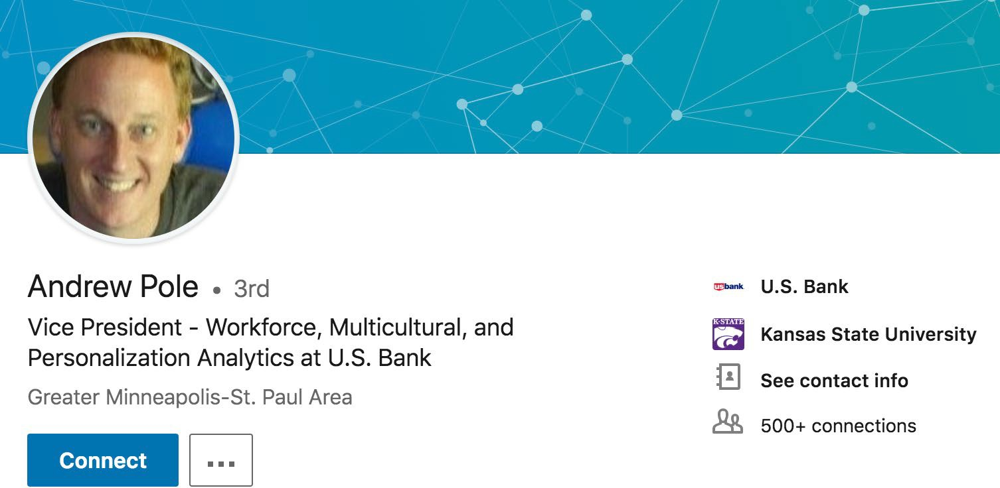 Andrew Pole • 3rd
Vice President - Workforce, Multicultural, and
Personalization Analytics at U.S. Bank
Greater Minneapolis-St. Paul Area
Connect
...
usbank U.S. Bank
K-STATE Kansas State University
See contact info
500+ connections